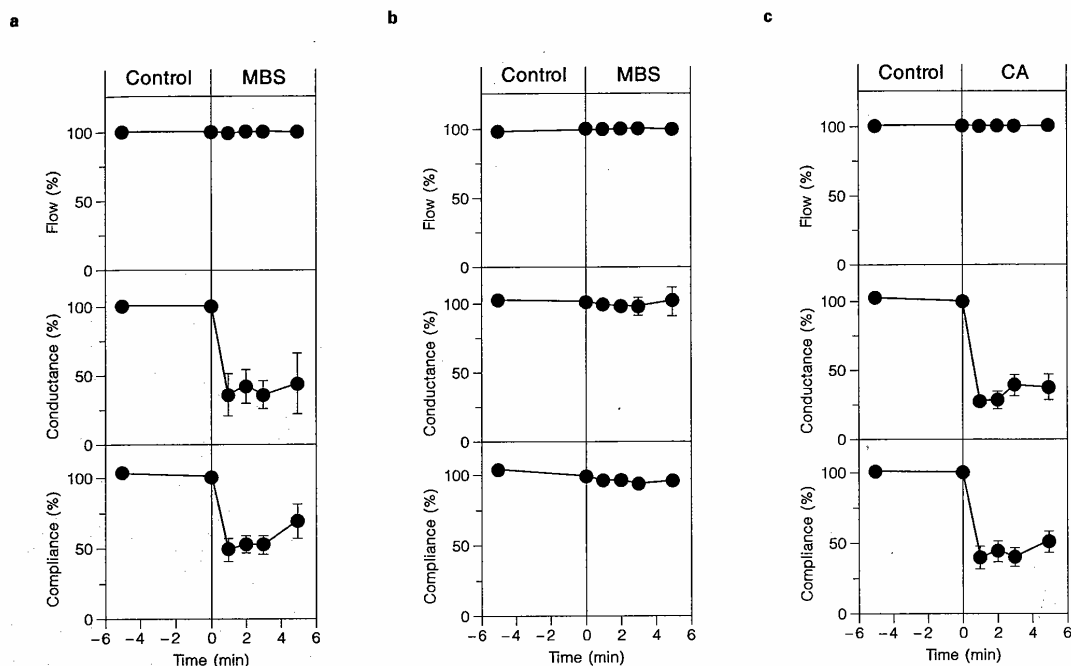 a
Control MBS
100
50
0
Flow (%)
100
50
0
Conductance (%)
100
50
0
Compliance (%)
−6 −4 −2 0 2 4 6
Time (min)
b
Control MBS
100
50
0
Flow (%)
100
50
0
Conductance (%)
100
50
0
Compliance (%)
−6 −4 −2 0 2 4 6
Time (min)
c
Control CA
100
50
0
Flow (%)
100
50
0
Conductance (%)
100
50
0
Compliance (%)
−6 −4 −2 0 2 4 6
Time (min)